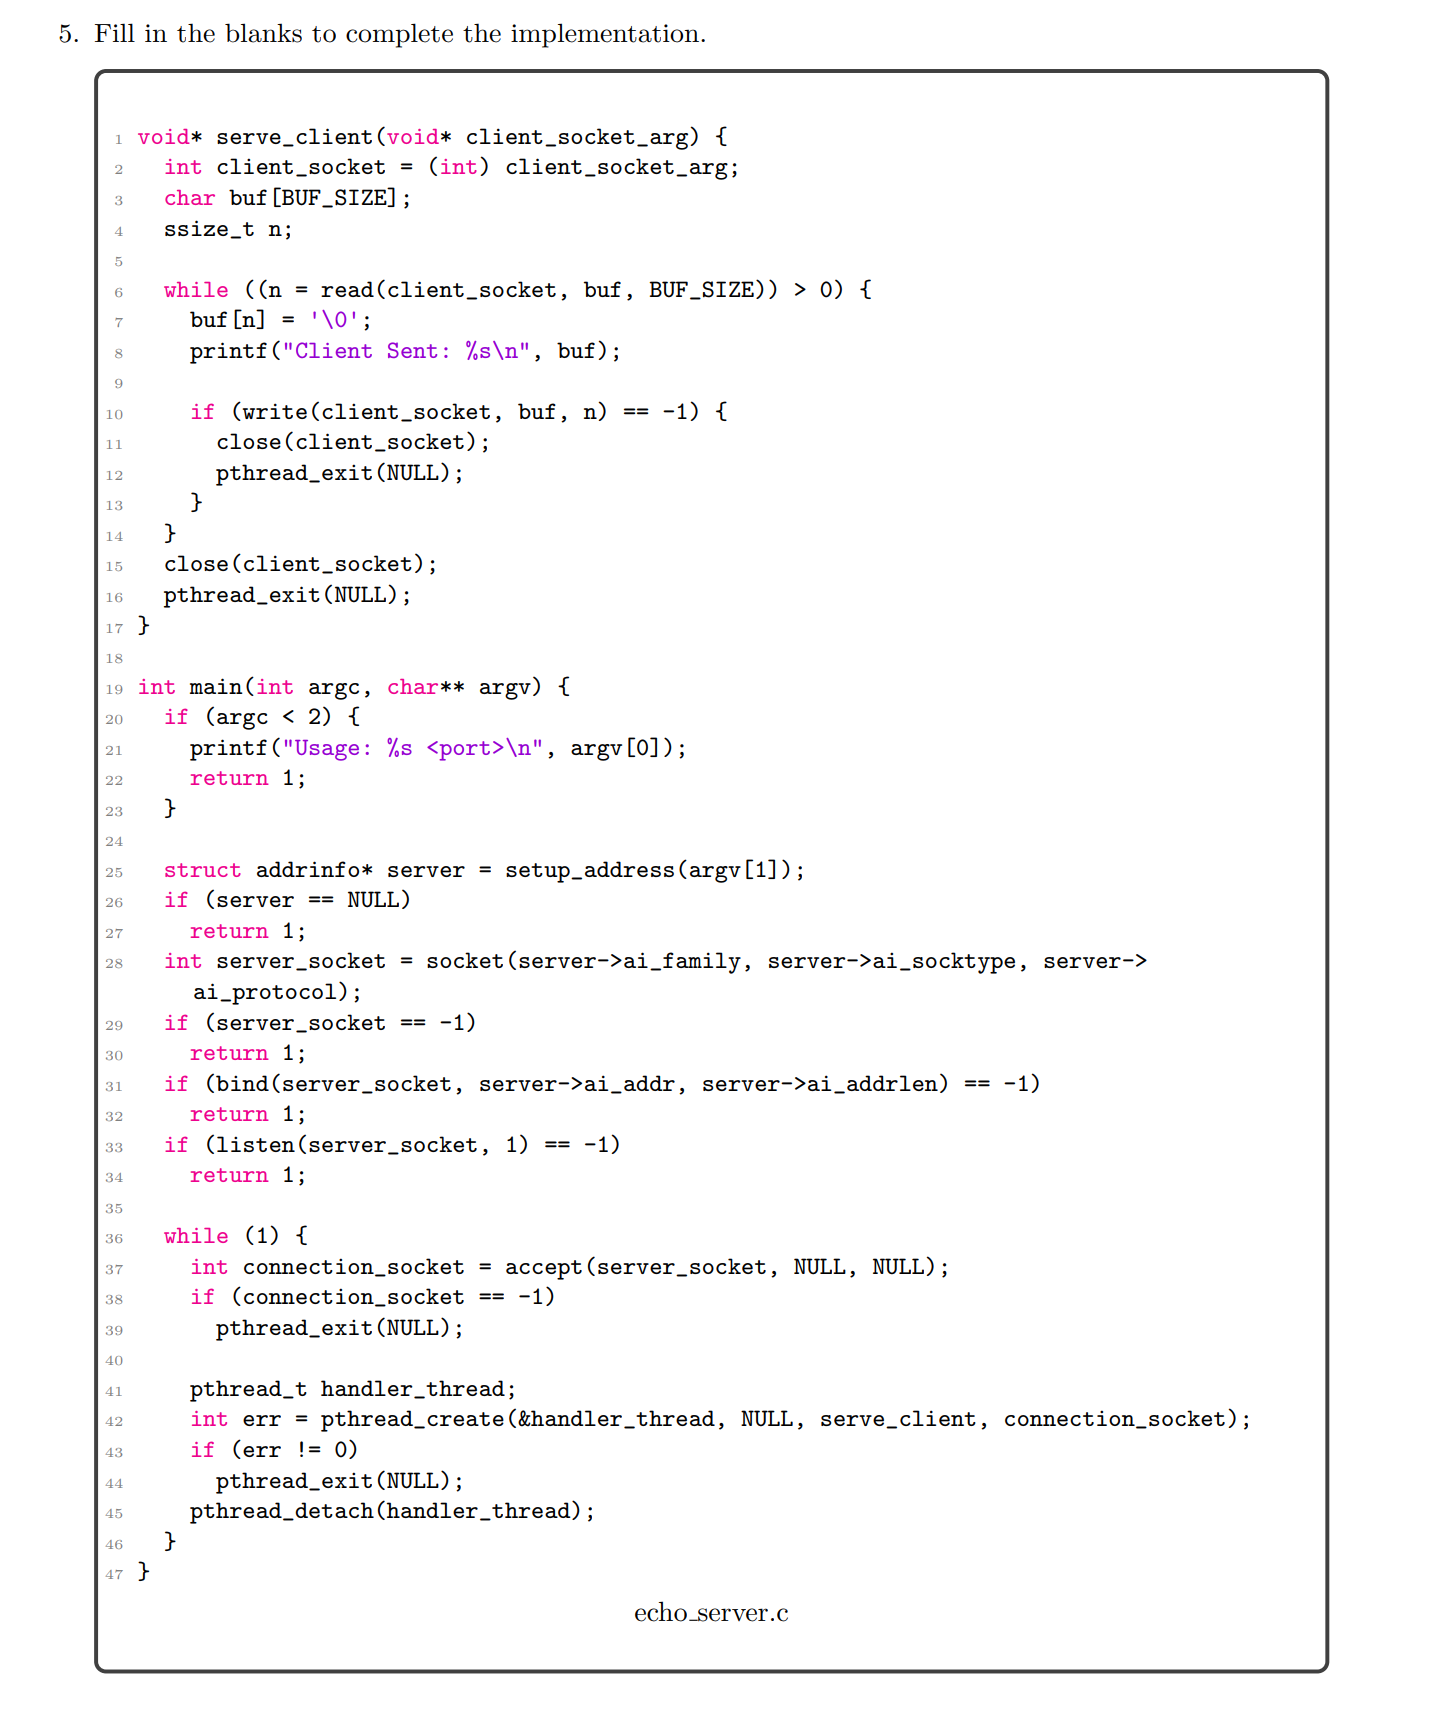 5. Fill in the blanks to complete the implementation.
1 void* serve_client(void* client_socket_arg) {
2   int client_socket = (int) client_socket_arg;
3   char buf[BUF_SIZE];
4   ssize_t n;
5
6   while ((n = read(client_socket, buf, BUF_SIZE)) > 0) {
7     buf[n] = '\0';
8     printf("Client Sent: %s\n", buf);
9
10     if (write(client_socket, buf, n) == -1) {
11       close(client_socket);
12       pthread_exit(NULL);
13     }
14   }
15   close(client_socket);
16   pthread_exit(NULL);
17 }
18
19 int main(int argc, char** argv) {
20   if (argc < 2) {
21     printf("Usage: %s <port>\n", argv[0]);
22     return 1;
23   }
24
25   struct addrinfo* server = setup_address(argv[1]);
26   if (server == NULL)
27     return 1;
28   int server_socket = socket(server->ai_family, server->ai_socktype, server->
ai_protocol);
29   if (server_socket == -1)
30     return 1;
31   if (bind(server_socket, server->ai_addr, server->ai_addrlen) == -1)
32     return 1;
33   if (listen(server_socket, 1) == -1)
34     return 1;
35
36   while (1) {
37     int connection_socket = accept(server_socket, NULL, NULL);
38     if (connection_socket == -1)
39       pthread_exit(NULL);
40
41     pthread_t handler_thread;
42     int err = pthread_create(&handler_thread, NULL, serve_client, connection_socket);
43     if (err != 0)
44       pthread_exit(NULL);
45     pthread_detach(handler_thread);
46   }
47 }
echo_server.c